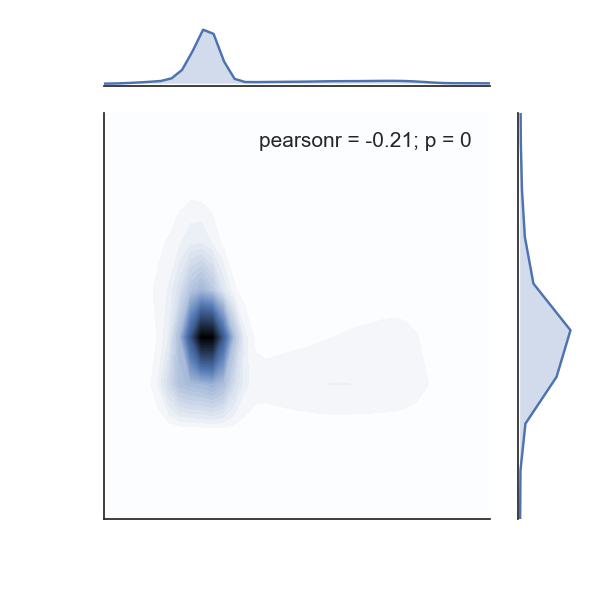 pearsonr = -0.21; p = 0